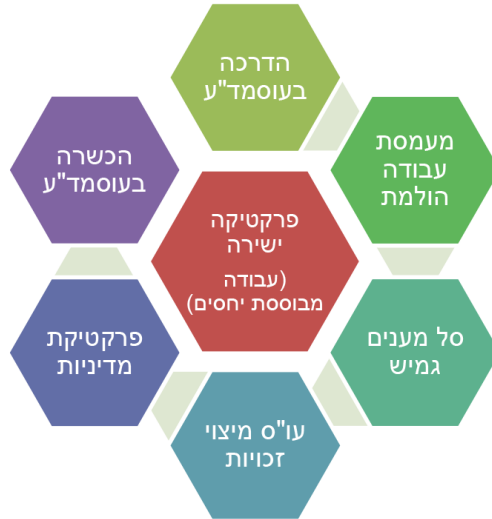 הדרכה
בעוסמד"ע
מעמסת
עבודה
הולמת
הכשרה
בעוסמד"ע
פרקטיקה
ישירה
(עבודה
מבוססת יחסים)
סל מענים
גמיש
פרקטיקת
מדיניות
עו"ס מיצוי
זכויות